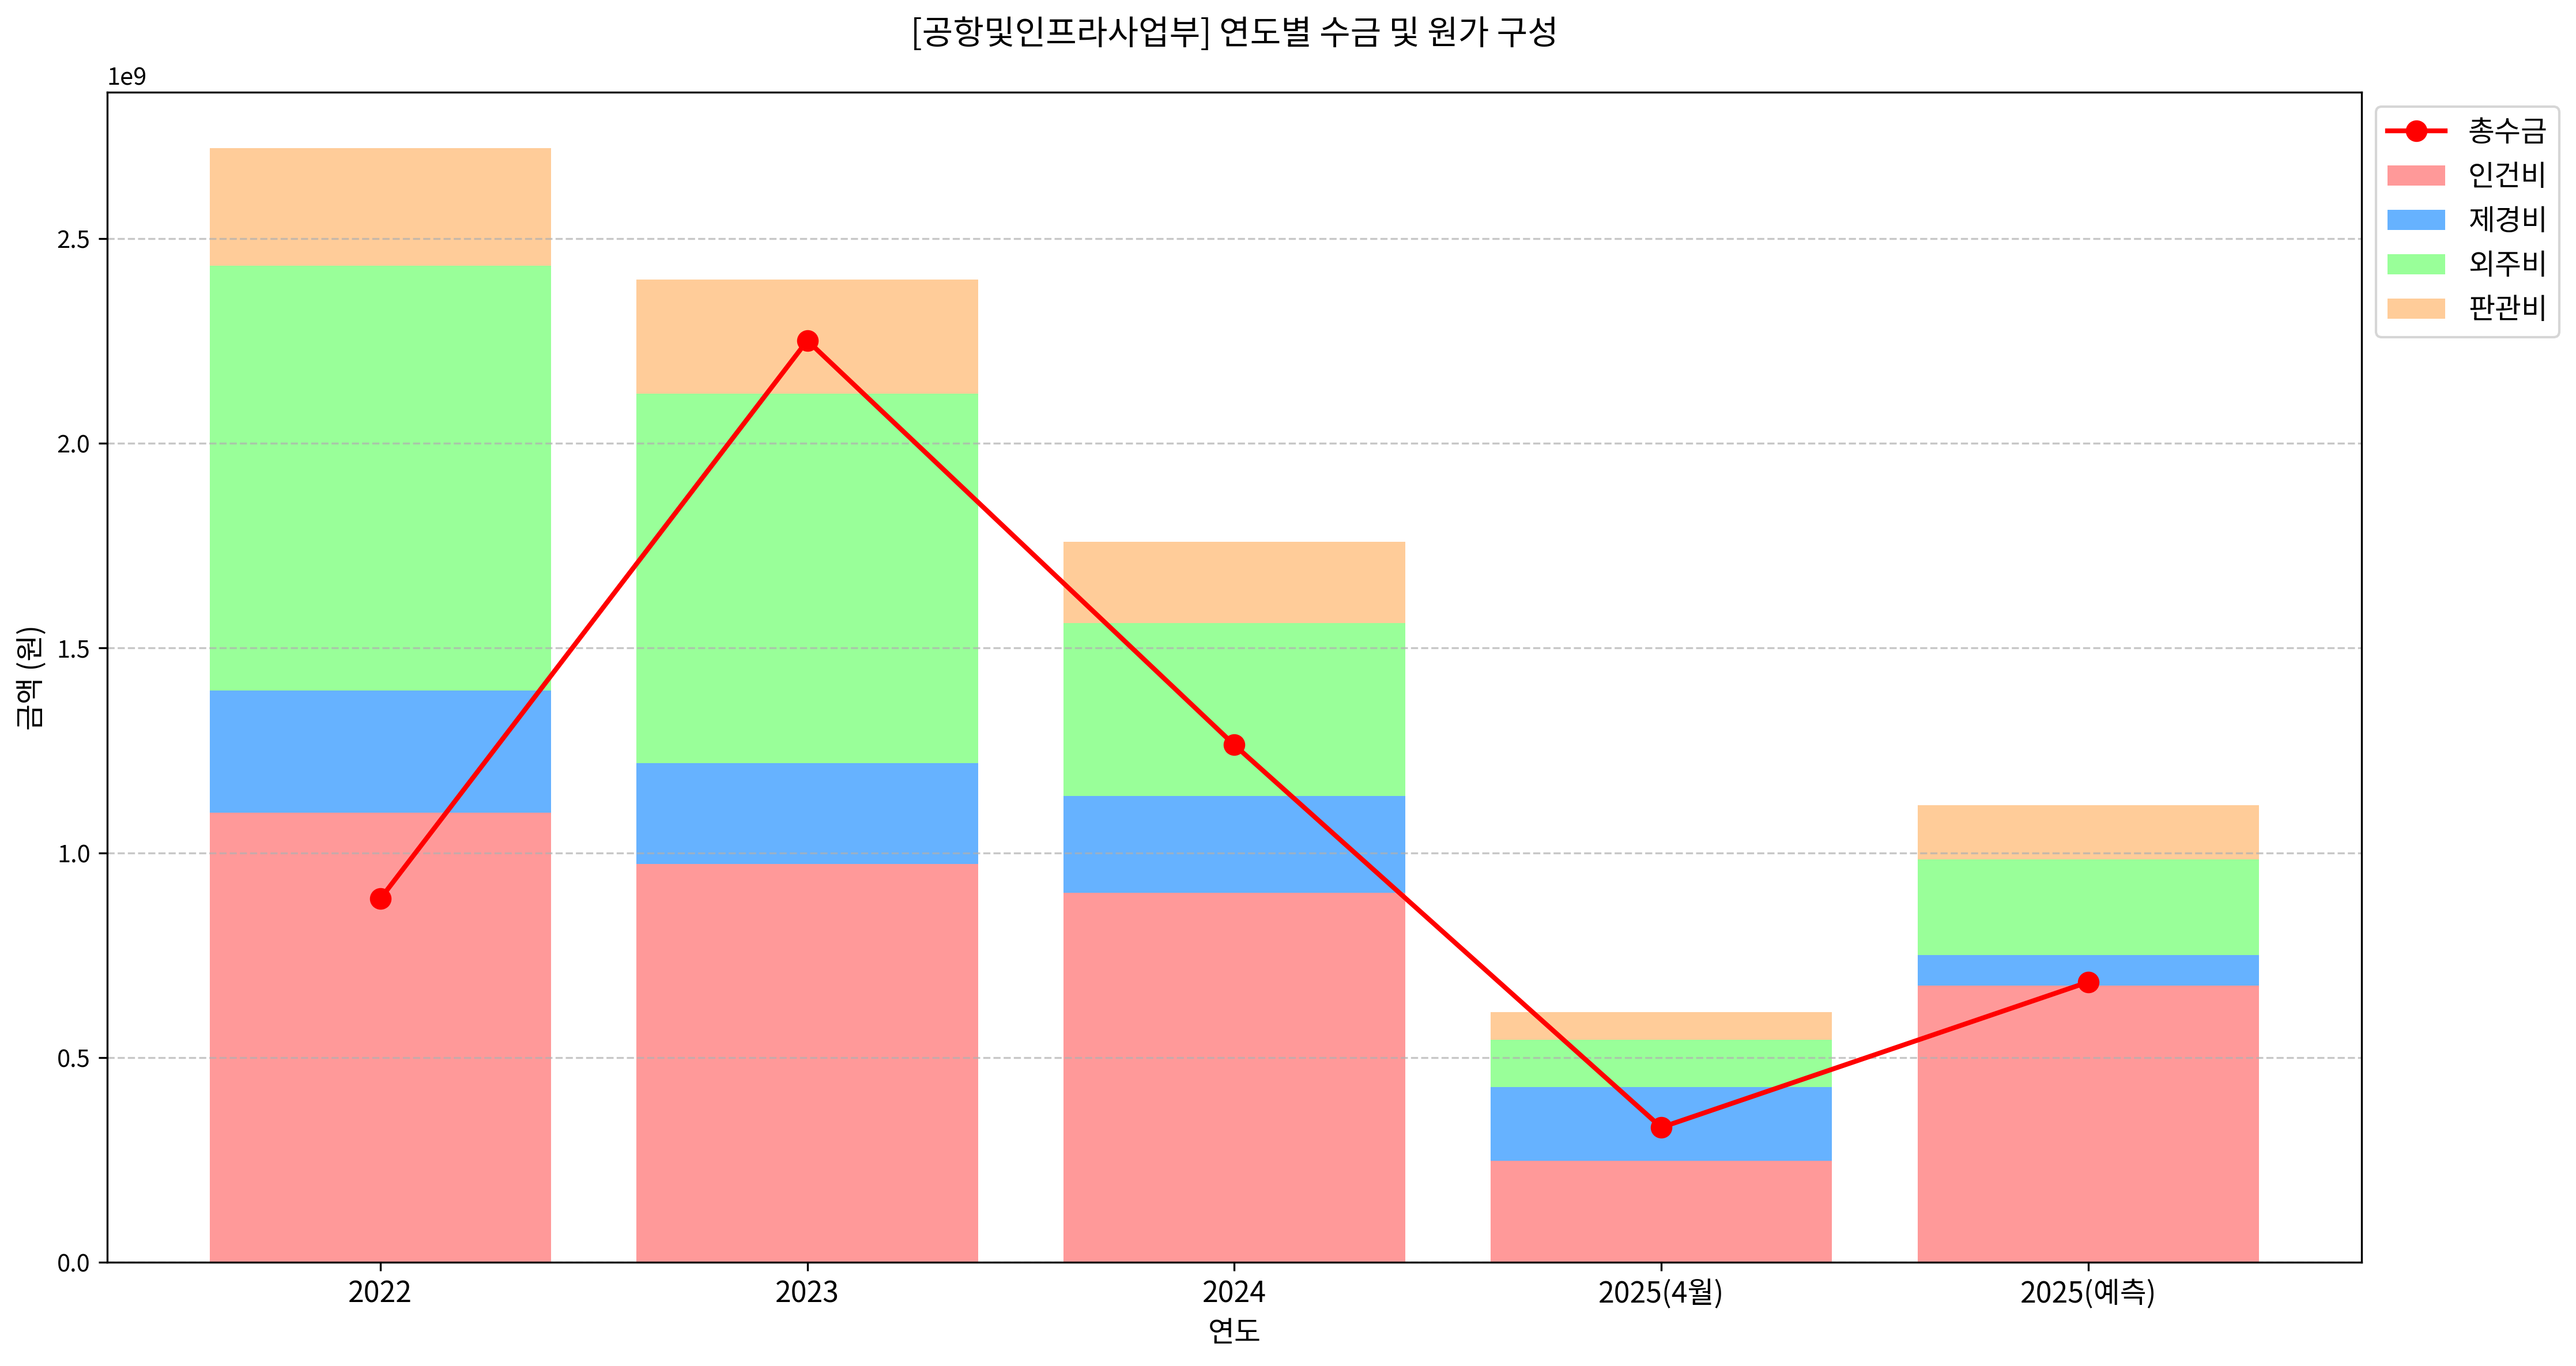 [공항및인프라사업부] 연도별 수금 및 원가 구성
1e9
총수금
인건비
제경비
외주비
판관비
금액 (원)
2.5
2.0
1.5
1.0
0.5
0.0
2022
2023
2024
2025(4월)
2025(예측)
연도